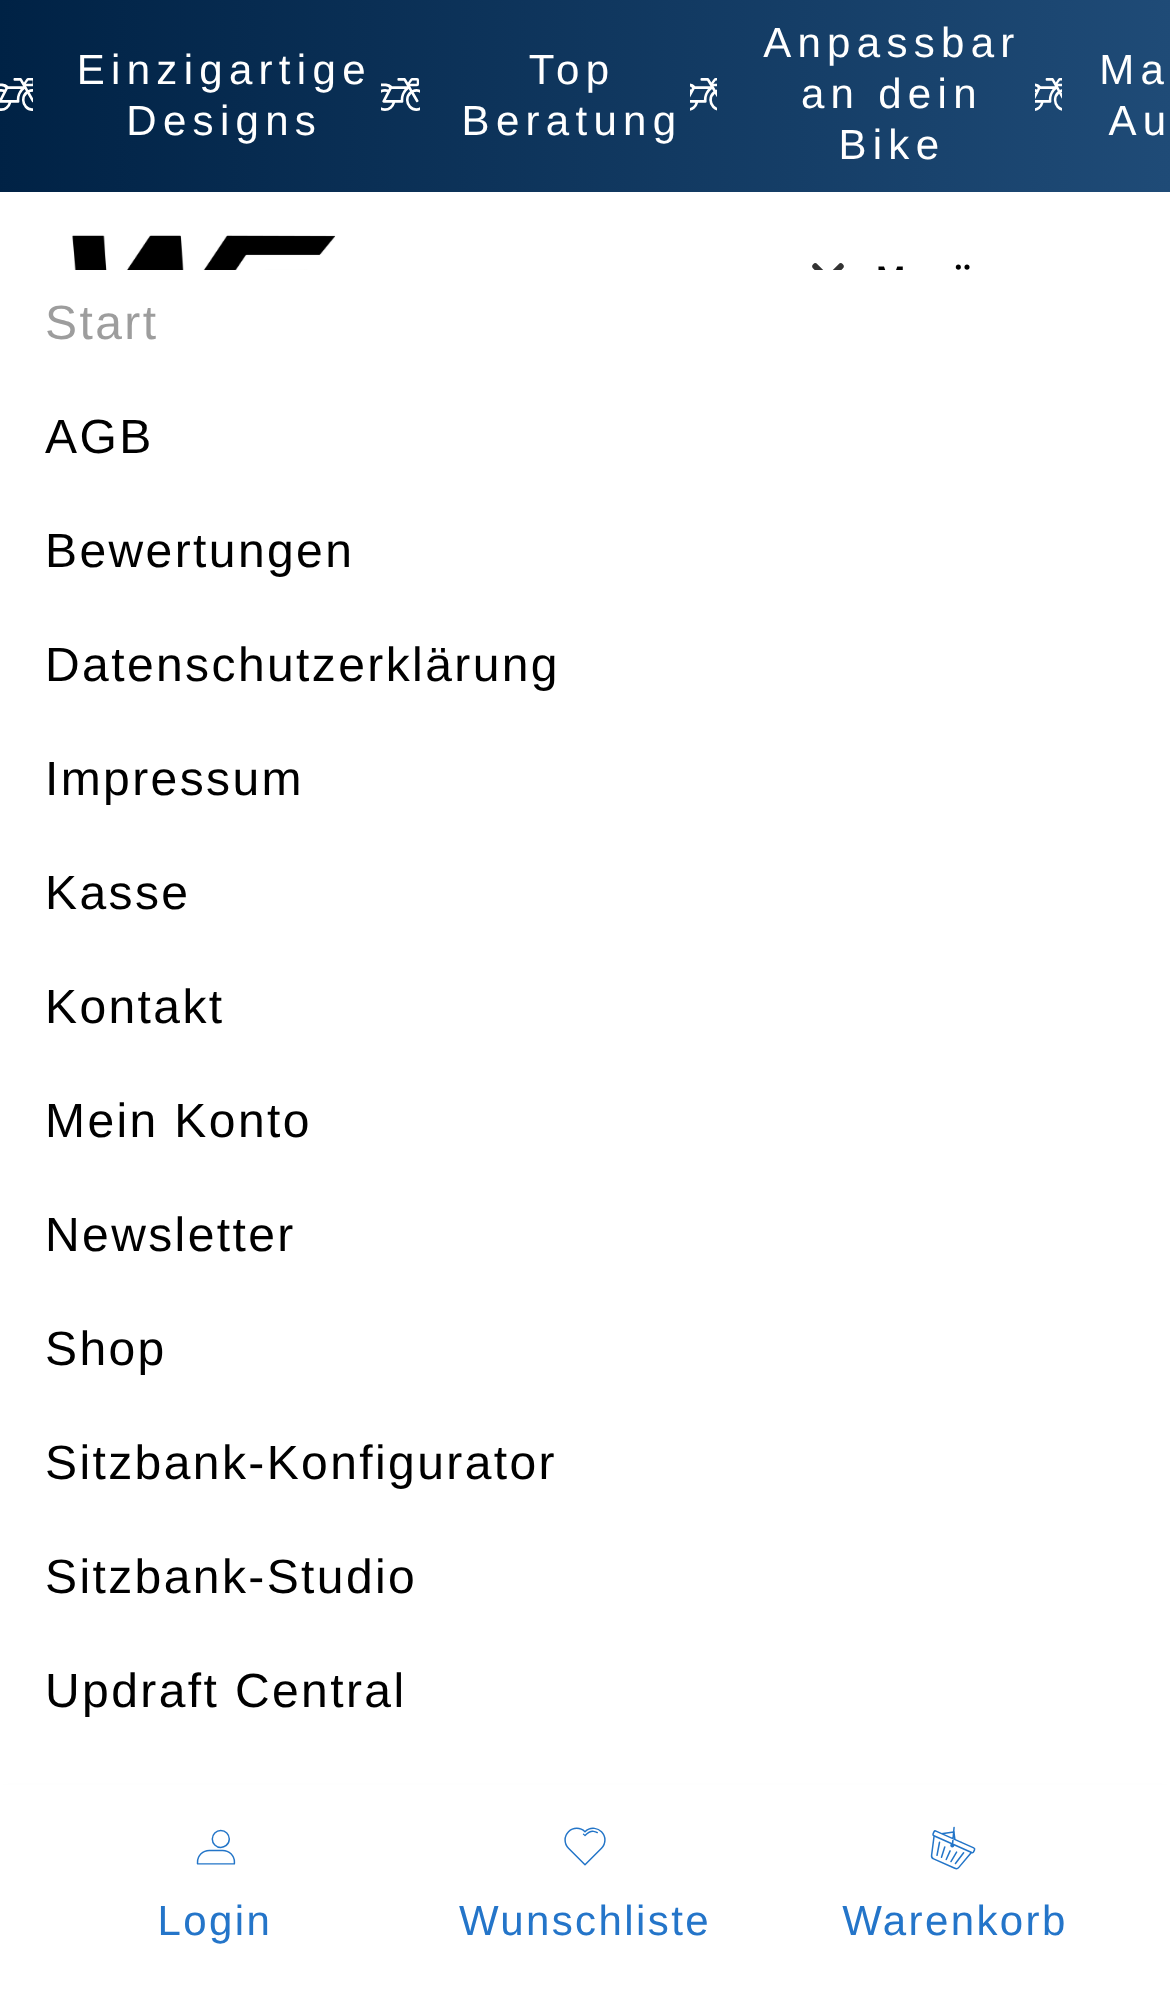 Einzigartige
Designs
Top
Beratung
Anpassbar
an dein
Bike
Start
AGB
Bewertungen
Datenschutzerklärung
Impressum
Kasse
Kontakt
Mein Konto
Newsletter
Shop
Sitzbank-Konfigurator
Sitzbank-Studio
Updraft Central
Login
Wunschliste
Warenkorb